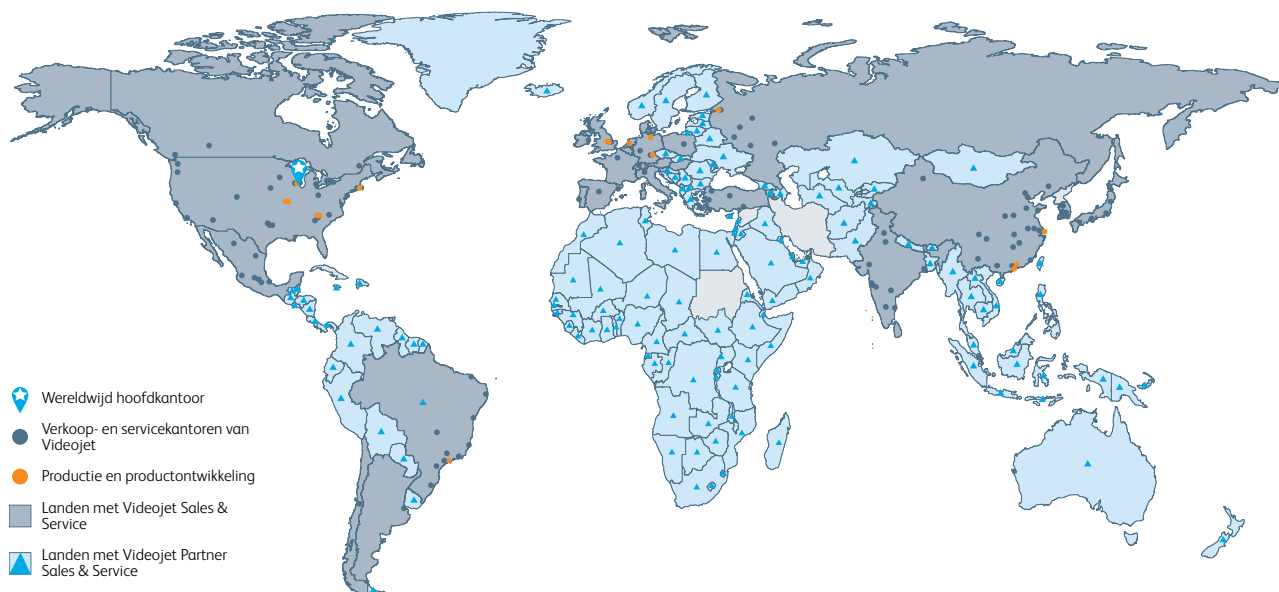 Wereldwijd hoofdkantoor
Verkoop- en servicekantoren van
Videojet
Productie en productontwikkeling
Landen met Videojet Sales &
Service
Landen met Videojet Partner
Sales & Service